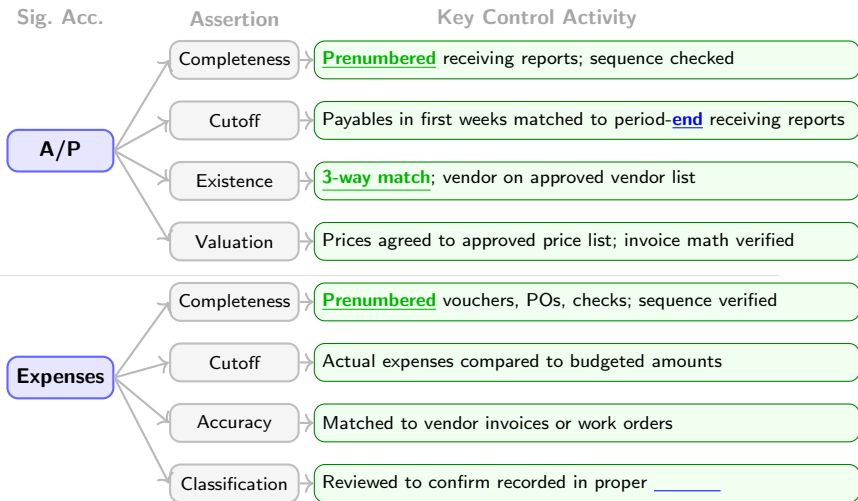 Sig. Acc. Assertion Key Control Activity
Completeness Prenumbered receiving reports; sequence checked
Cutoff Payables in first weeks matched to period-end receiving reports
A/P
Existence 3-way match; vendor on approved vendor list
Valuation Prices agreed to approved price list; invoice math verified
Completeness Prenumbered vouchers, POs, checks; sequence verified
Cutoff Actual expenses compared to budgeted amounts
Expenses
Accuracy Matched to vendor invoices or work orders
Classification Reviewed to confirm recorded in proper